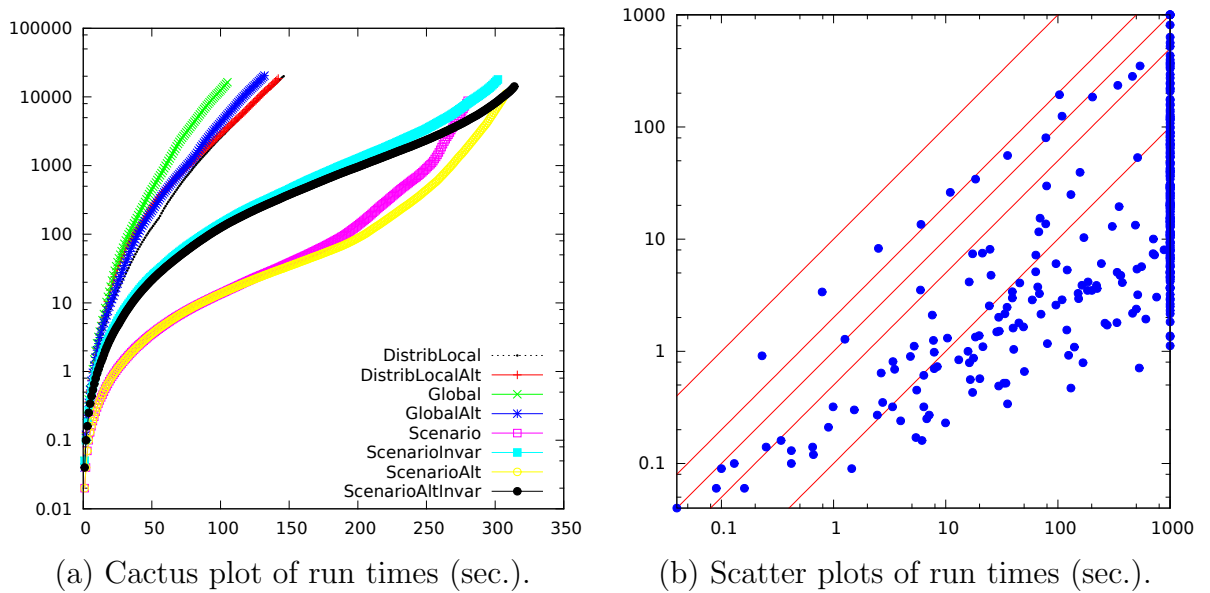 100000
10000
1000
100
10
1
0.1
0.01
0 50 100 150 200 250 300 350
DistribLocal
DistribLocalAlt
Global
GlobalAlt
Scenario
ScenarioInvar
ScenarioAlt
ScenarioAltInvar
(a) Cactus plot of run times (sec.).
1000
100
10
1
0.1
0.1 1 10 100 1000
(b) Scatter plots of run times (sec.).